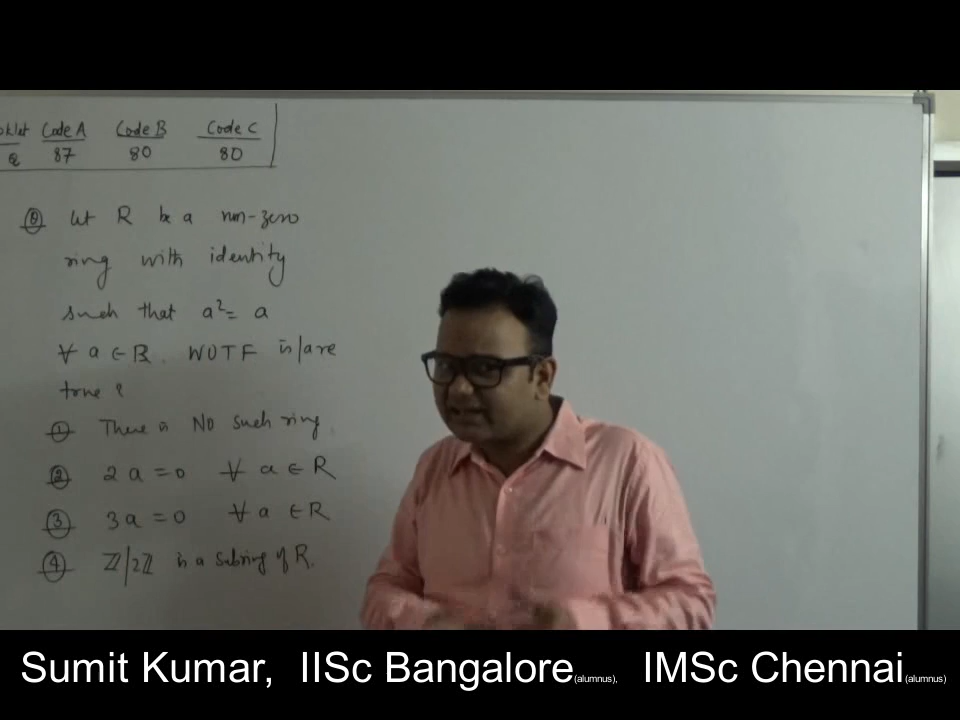 oklet Code A Code B Code C
Q 87 80 80
Q Let R be a non-zero
ring with identity
such that a²= a
∀ a ∈ R. WOTF is/are
true ?
① There is No such ring.
② 2a = 0 ∀ a ∈ R
③ 3a = 0 ∀ a ∈ R
④ ℤ/2ℤ is a subring of R.
Sumit Kumar, IISc Bangalore(alumnus), IMSc Chennai(alumnus)